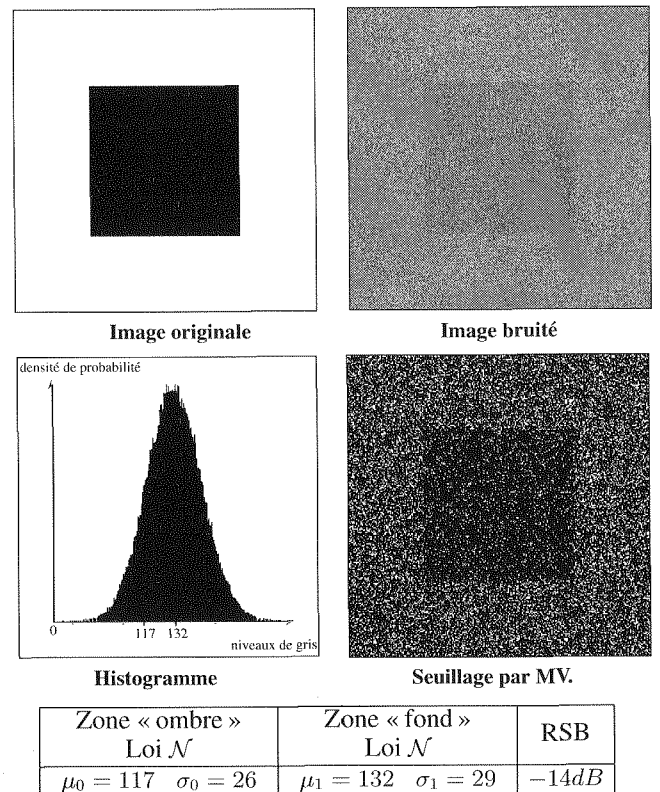 Image originale
Image bruité
densité de probabilité
0
117
132
niveaux de gris
Histogramme
Seuillage par MV.
Zone « ombre »
Loi 𝒩
Zone « fond »
Loi 𝒩
RSB
μ₀ = 117 σ₀ = 26
μ₁ = 132 σ₁ = 29
−14dB